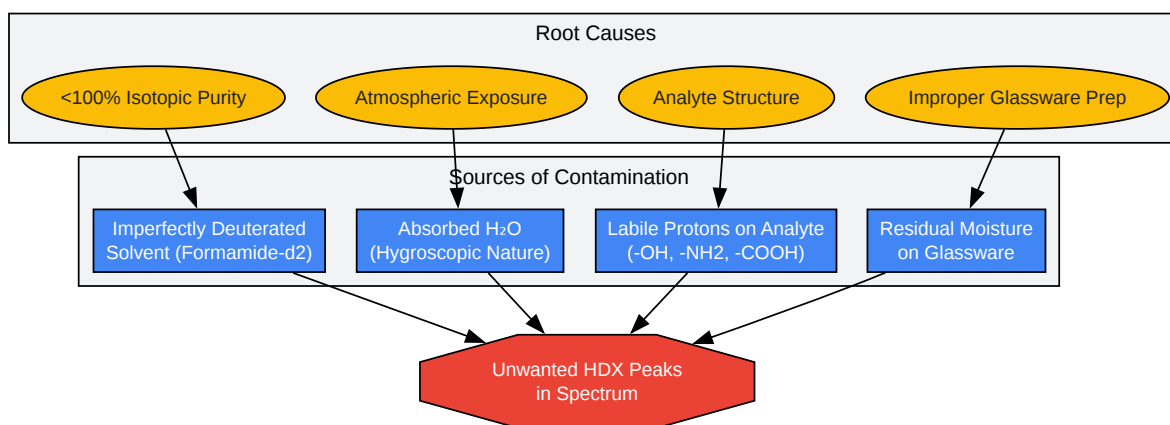 Root Causes
<100% Isotopic Purity
Atmospheric Exposure
Analyte Structure
Improper Glassware Prep
Sources of Contamination
Imperfectly Deuterated
Solvent (Formamide-d2)
Absorbed H₂O
(Hygroscopic Nature)
Labile Protons on Analyte
(-OH, -NH2, -COOH)
Residual Moisture
on Glassware
Unwanted HDX Peaks
in Spectrum